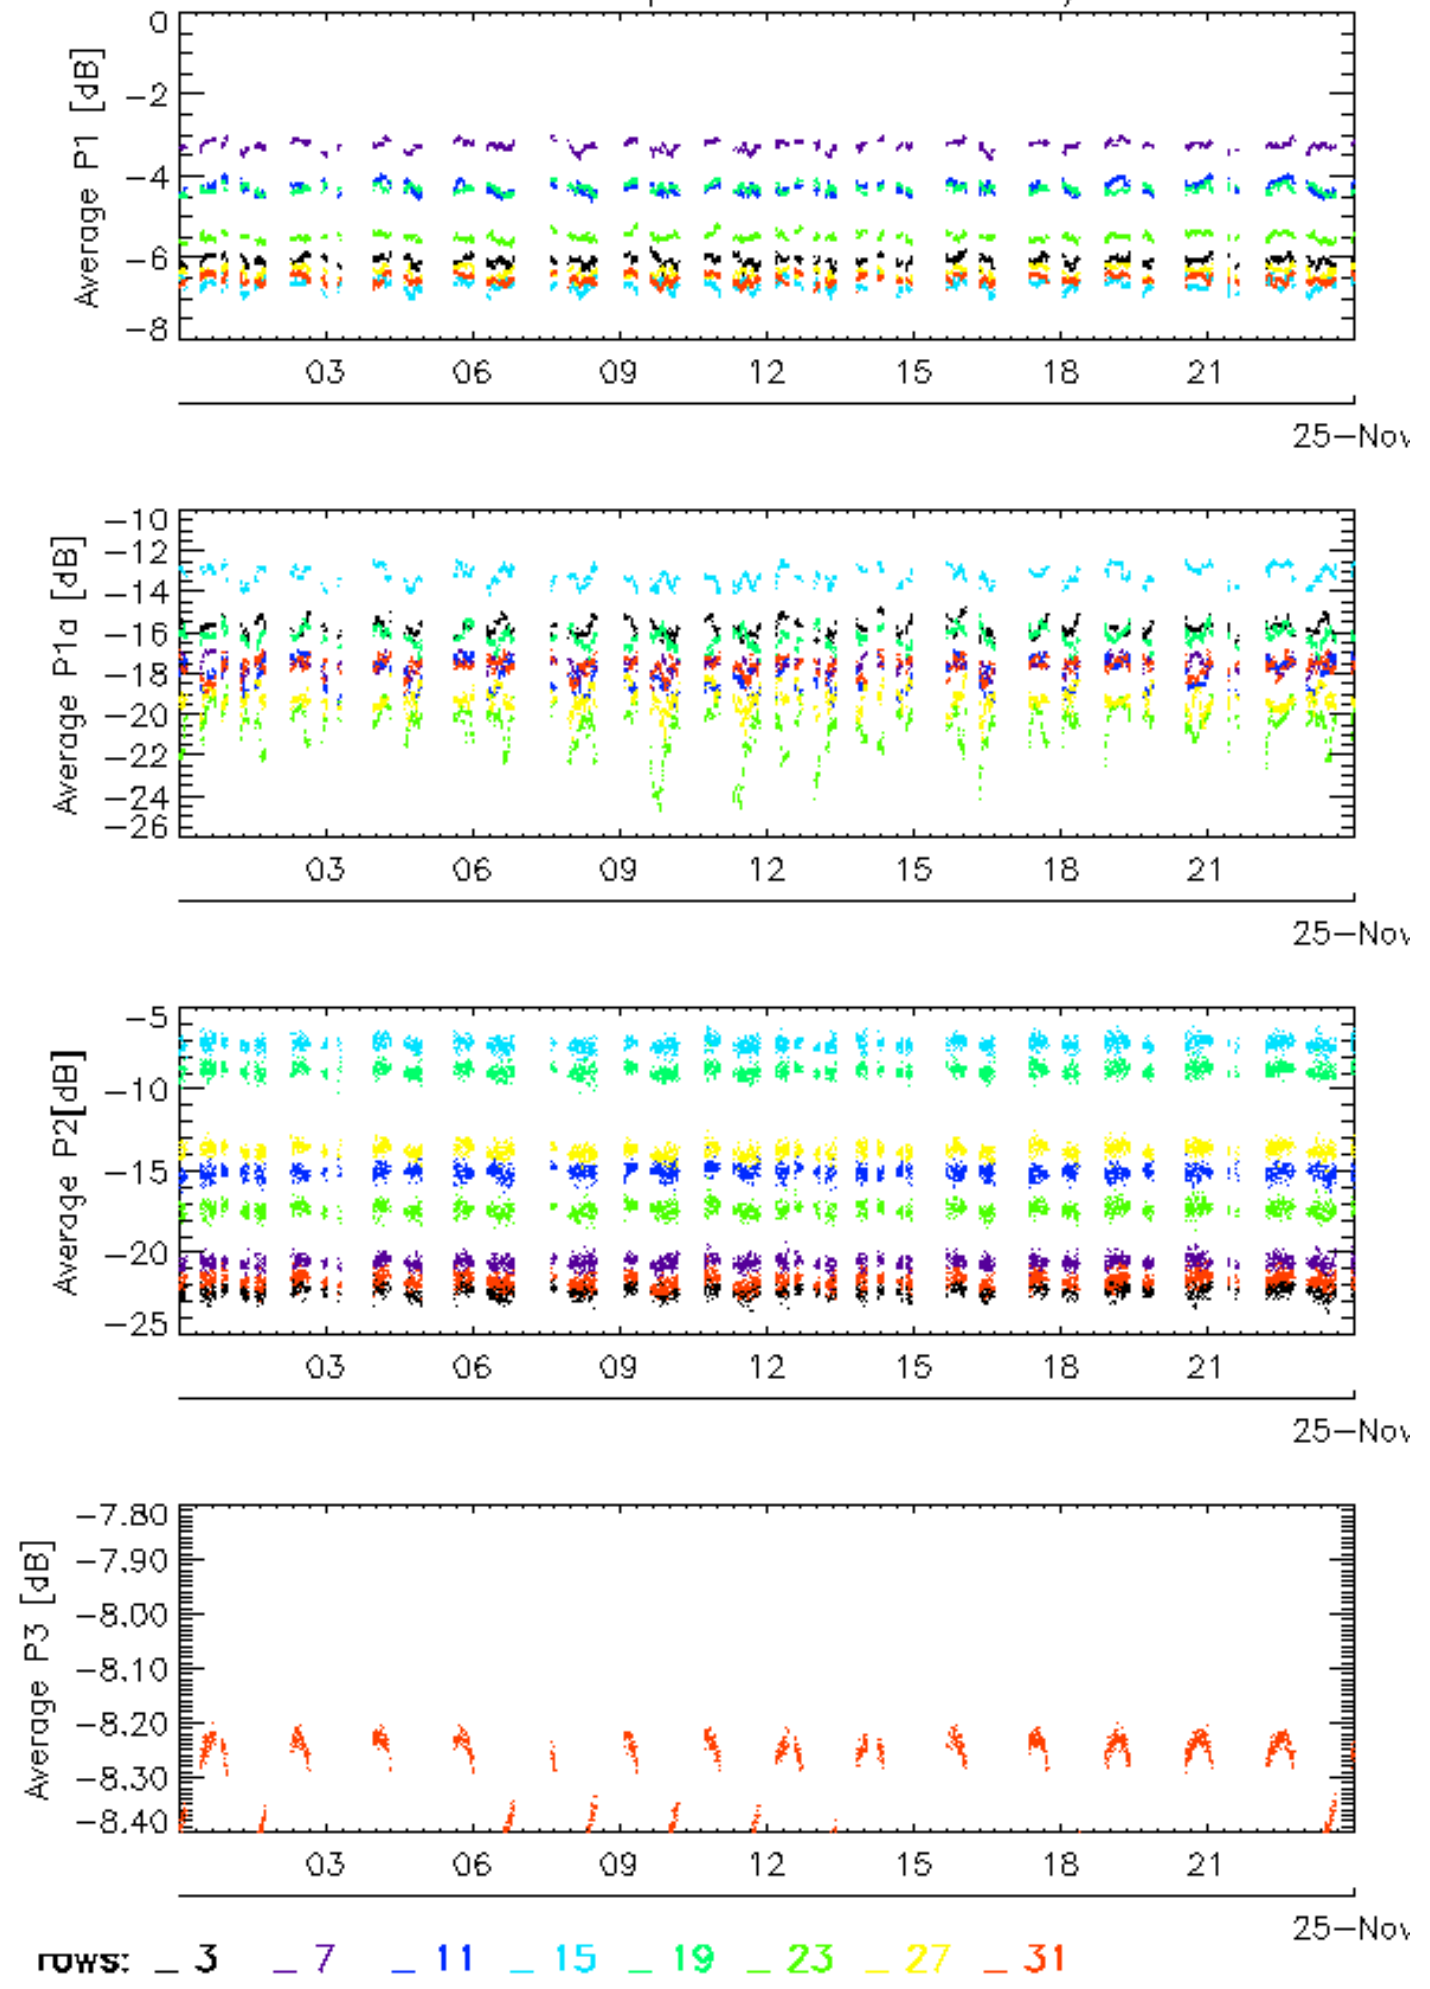 0
-2
-4
-6
-8
Average P1 [dB]
03 06 09 12 15 18 21
25-Nov
-10
-12
-14
-16
-18
-20
-22
-24
-26
Average P1a [dB]
03 06 09 12 15 18 21
25-Nov
-5
-10
-15
-20
-25
Average P2[dB]
03 06 09 12 15 18 21
25-Nov
-7.80
-7.90
-8.00
-8.10
-8.20
-8.30
-8.40
Average P3 [dB]
03 06 09 12 15 18 21
25-Nov
rows: _ 3 _ 7 _ 11 _ 15 _ 19 _ 23 _ 27 _ 31